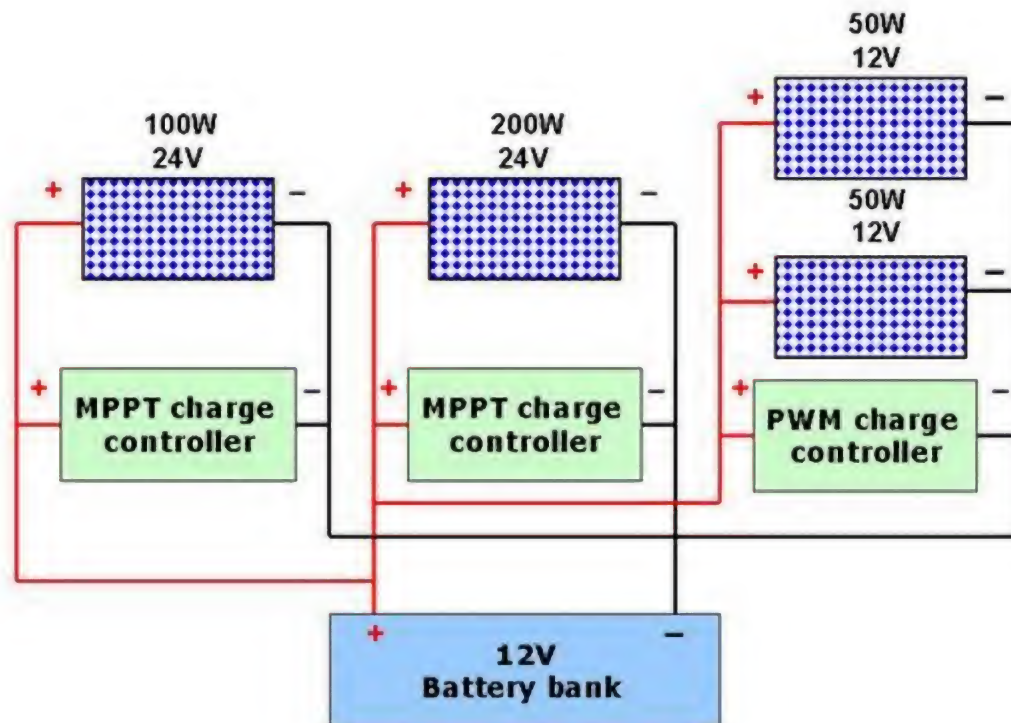 50W
12V
+
−
100W
24V
+
−
200W
24V
+
−
50W
12V
+
−
+
−
MPPT charge
controller
+
−
MPPT charge
controller
+
−
PWM charge
controller
+
−
12V
Battery bank